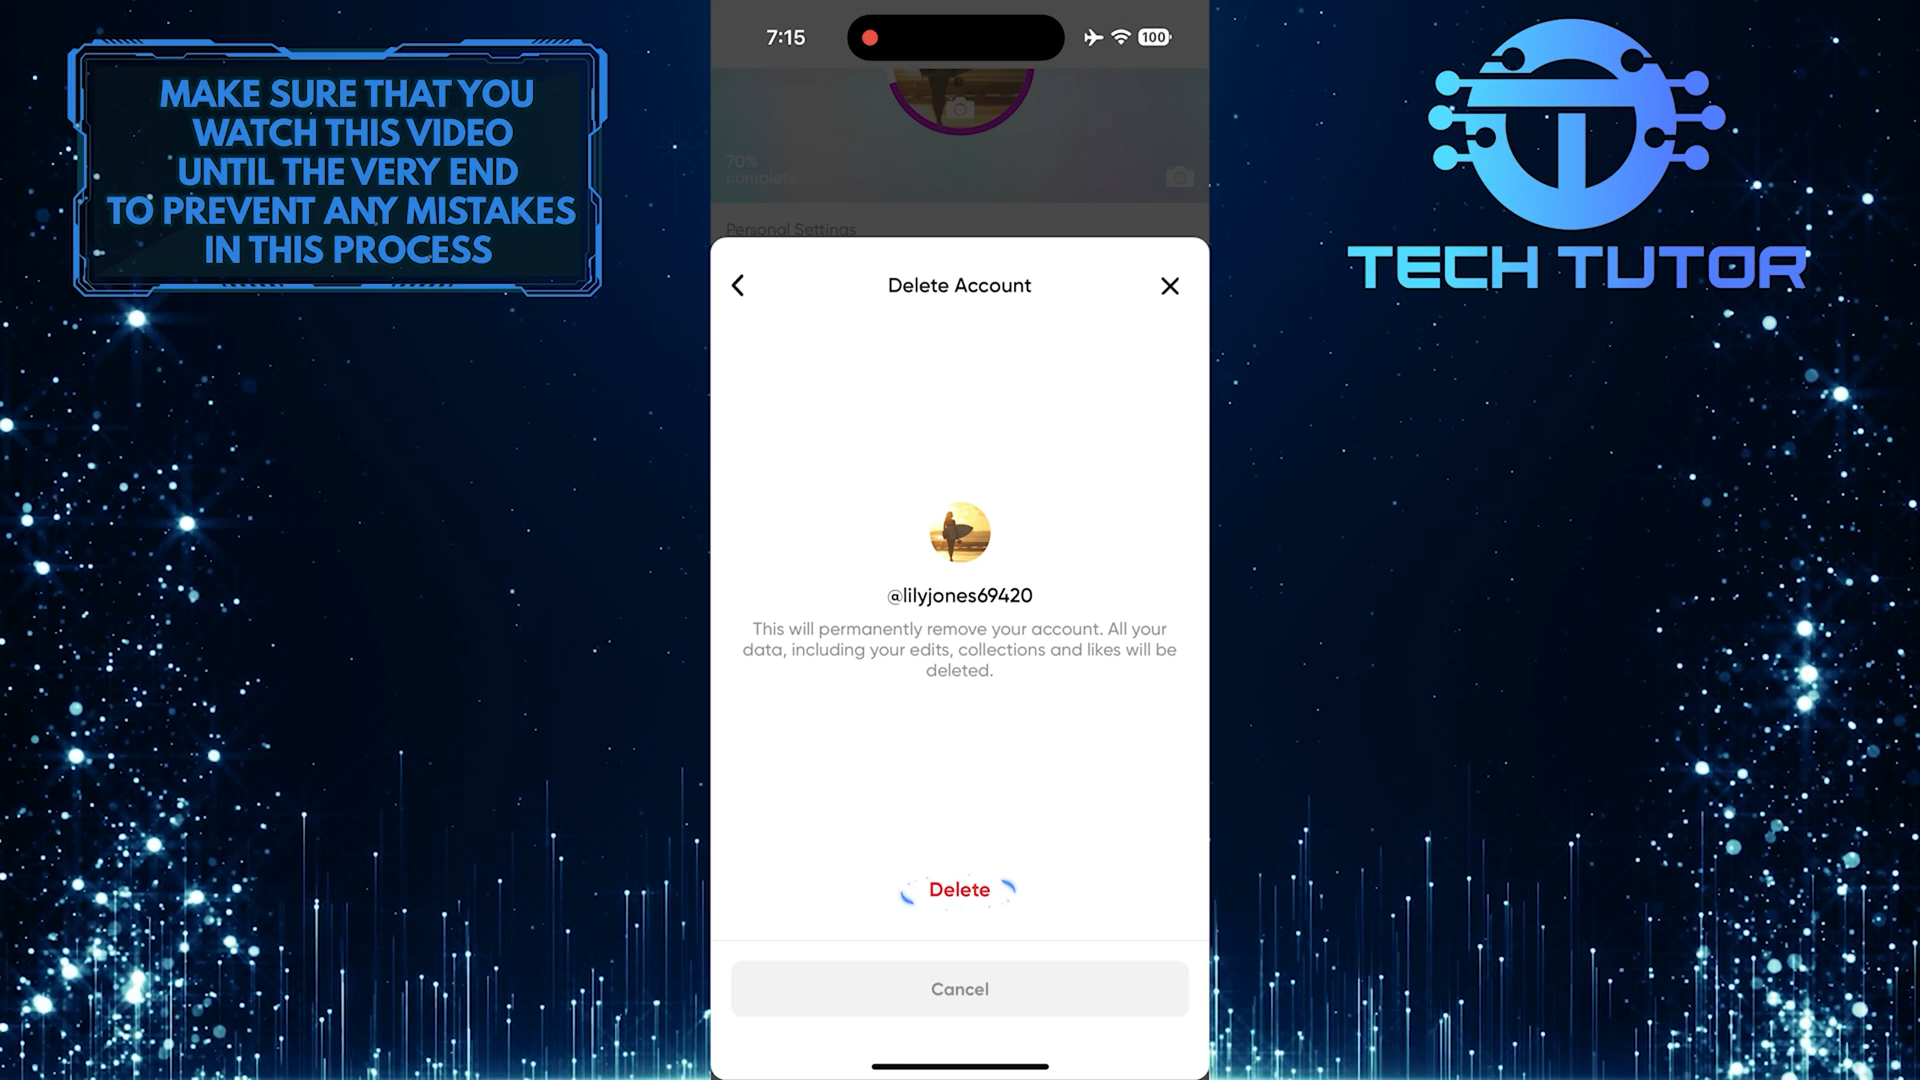 MAKE SURE THAT YOU
WATCH THIS VIDEO
UNTIL THE VERY END
TO PREVENT ANY MISTAKES
IN THIS PROCESS
7:15
100
70%
complete
Personal Settings
Delete Account
@lilyjones69420
This will permanently remove your account. All your
data, including your edits, collections and likes will be
deleted.
Delete
Cancel
TECH TUTOR